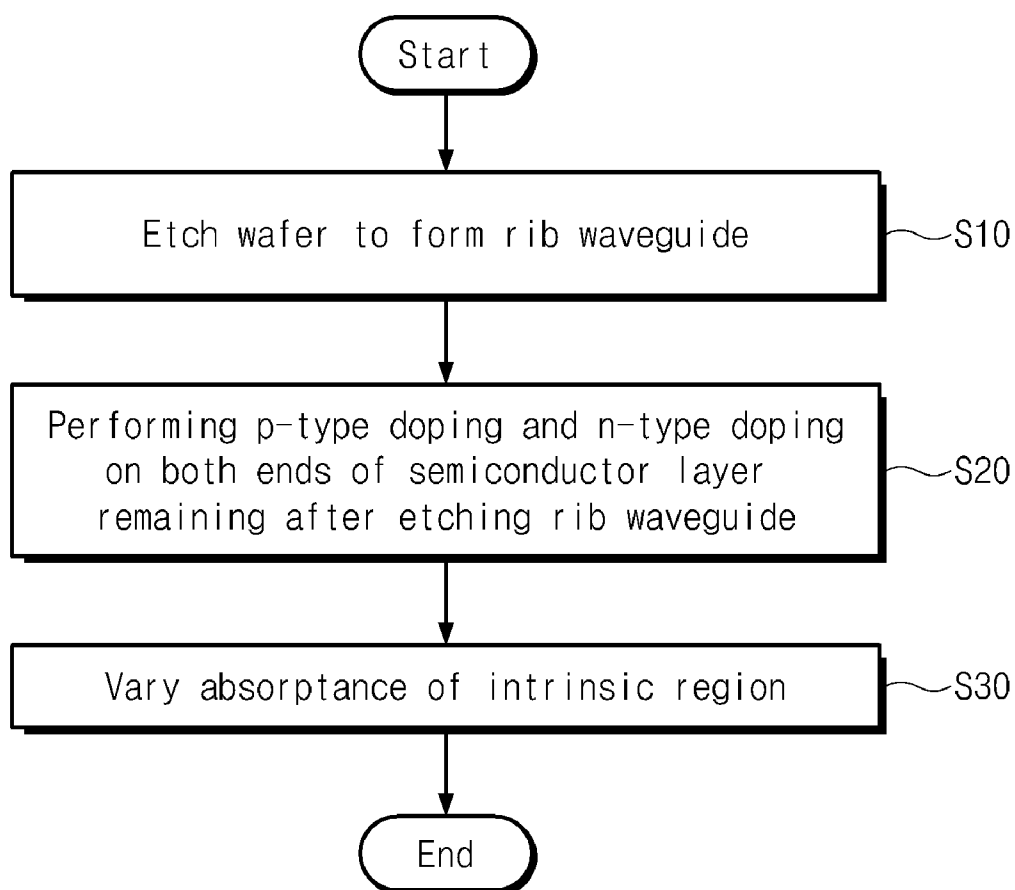 Start
Etch wafer to form rib waveguide
S10
Performing p-type doping and n-type doping
on both ends of semiconductor layer
remaining after etching rib waveguide
S20
Vary absorptance of intrinsic region
S30
End